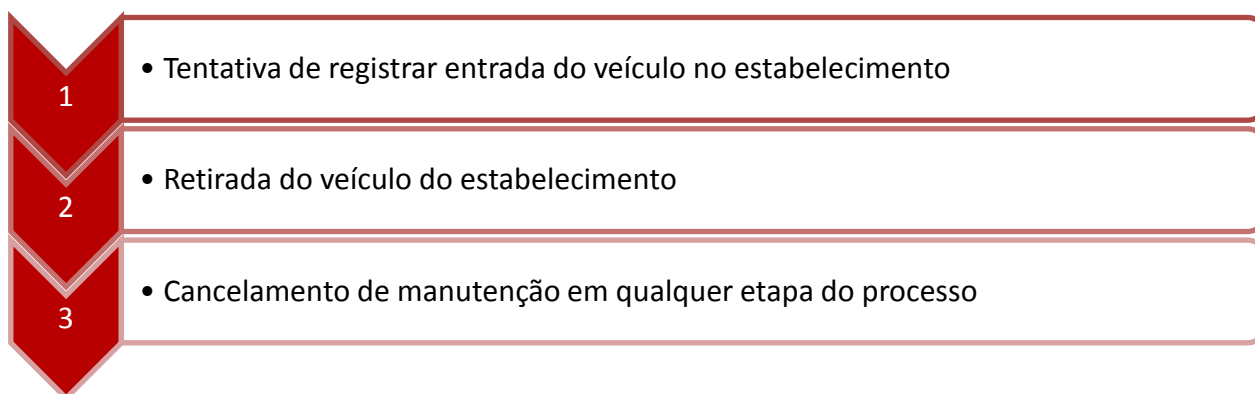 1
• Tentativa de registrar entrada do veículo no estabelecimento
2
• Retirada do veículo do estabelecimento
3
• Cancelamento de manutenção em qualquer etapa do processo